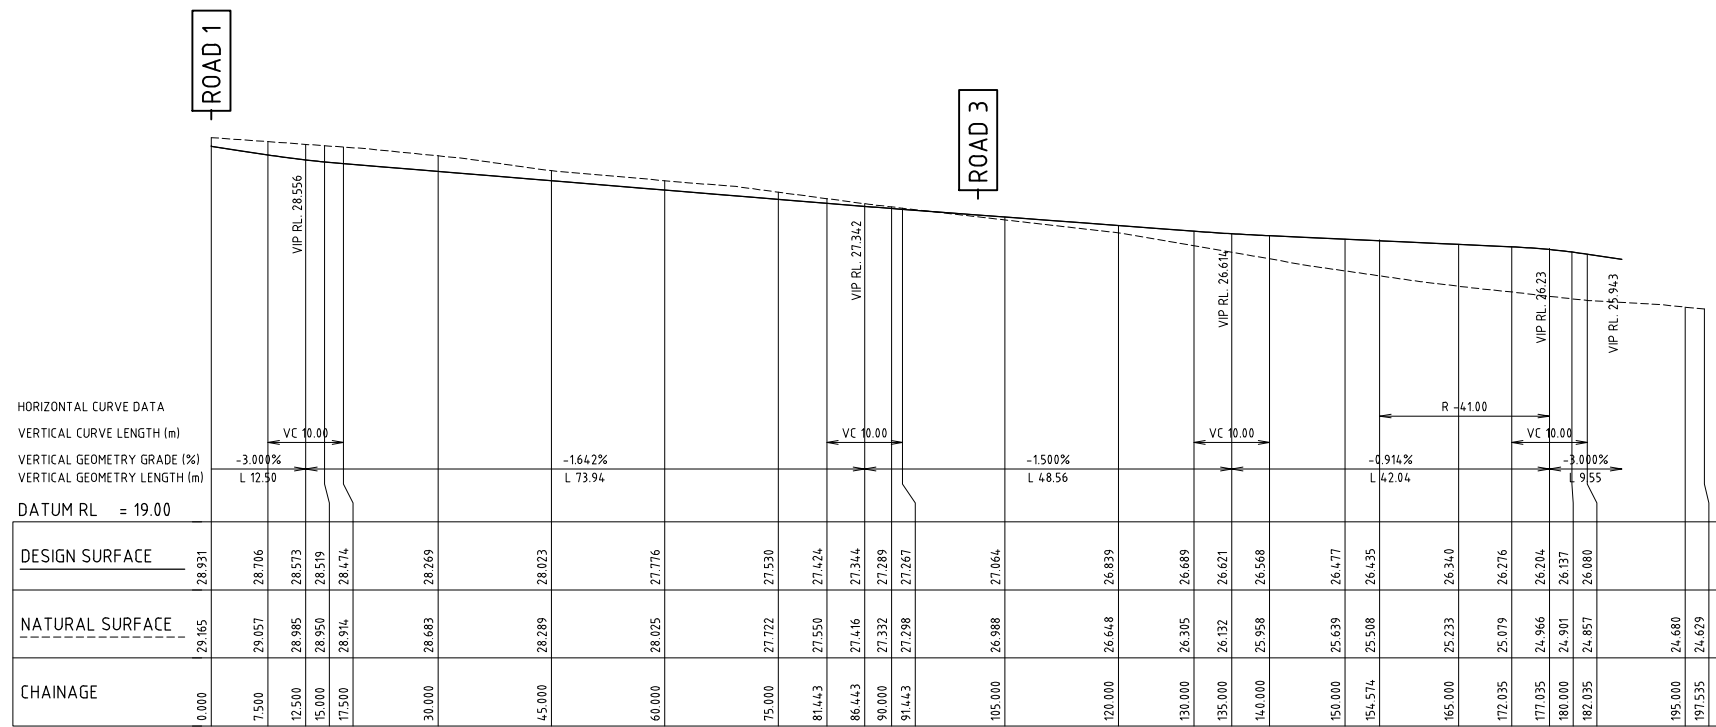 ROAD 1
ROAD 3
VIP RL. 28.556
VIP RL. 27.342
VIP RL. 26.614
VIP RL. 26.23
VIP RL. 25.943
HORIZONTAL CURVE DATA
R -41.00
VERTICAL CURVE LENGTH (m)
VC 10.00 VC 10.00 VC 10.00 VC 10.00
VERTICAL GEOMETRY GRADE (%)
-3.000% -1.642% -1.500% -0.914% -3.000%
VERTICAL GEOMETRY LENGTH (m)
L 12.50 L 73.94 L 48.56 L 42.04 L 9.55
DATUM RL = 19.00
DESIGN SURFACE
28.931 28.706 28.573 28.519 28.474 28.269 28.023 27.776 27.530 27.424 27.344 27.289 27.267 27.064 26.839 26.689 26.621 26.568 26.477 26.435 26.340 26.276 26.204 26.137 26.080
NATURAL SURFACE
29.165 29.057 28.985 28.950 28.914 28.683 28.289 28.025 27.722 27.550 27.416 27.332 27.298 26.988 26.648 26.305 26.132 25.958 25.639 25.508 25.233 25.079 24.966 24.901 24.857 24.680 24.629
CHAINAGE
0.000 7.500 12.500 15.000 17.500 30.000 45.000 60.000 75.000 81.443 86.443 90.000 91.443 105.000 120.000 130.000 135.000 140.000 150.000 154.574 165.000 172.035 177.035 180.000 182.035 195.000 197.535